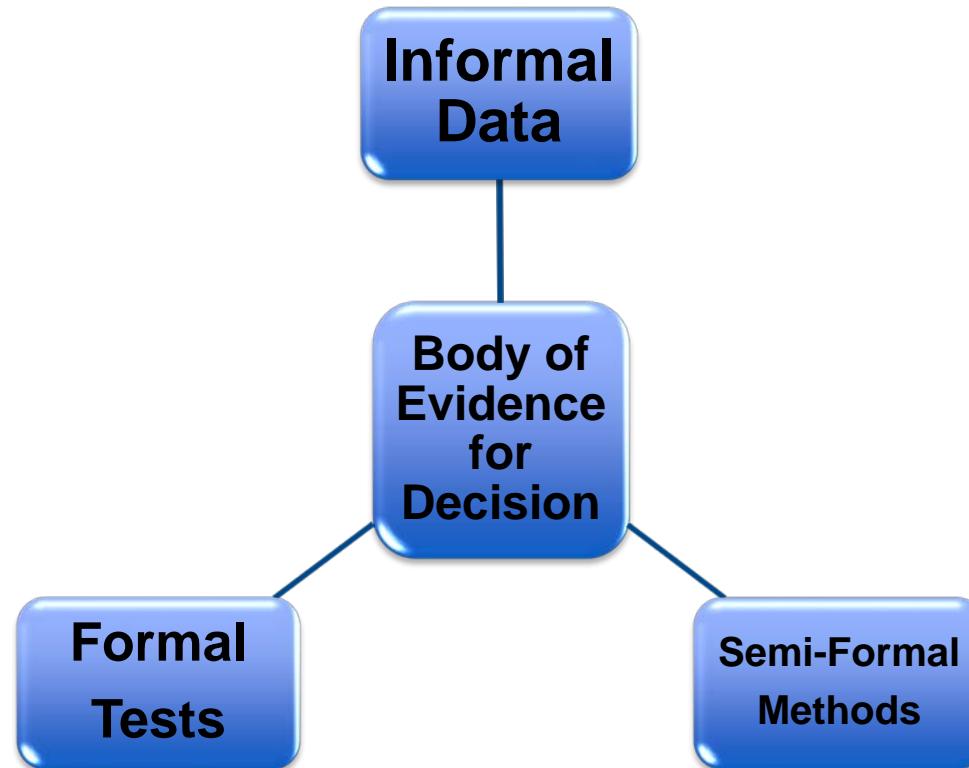 Informal
Data
Body of
Evidence
for
Decision
Formal
Tests
Semi-Formal
Methods